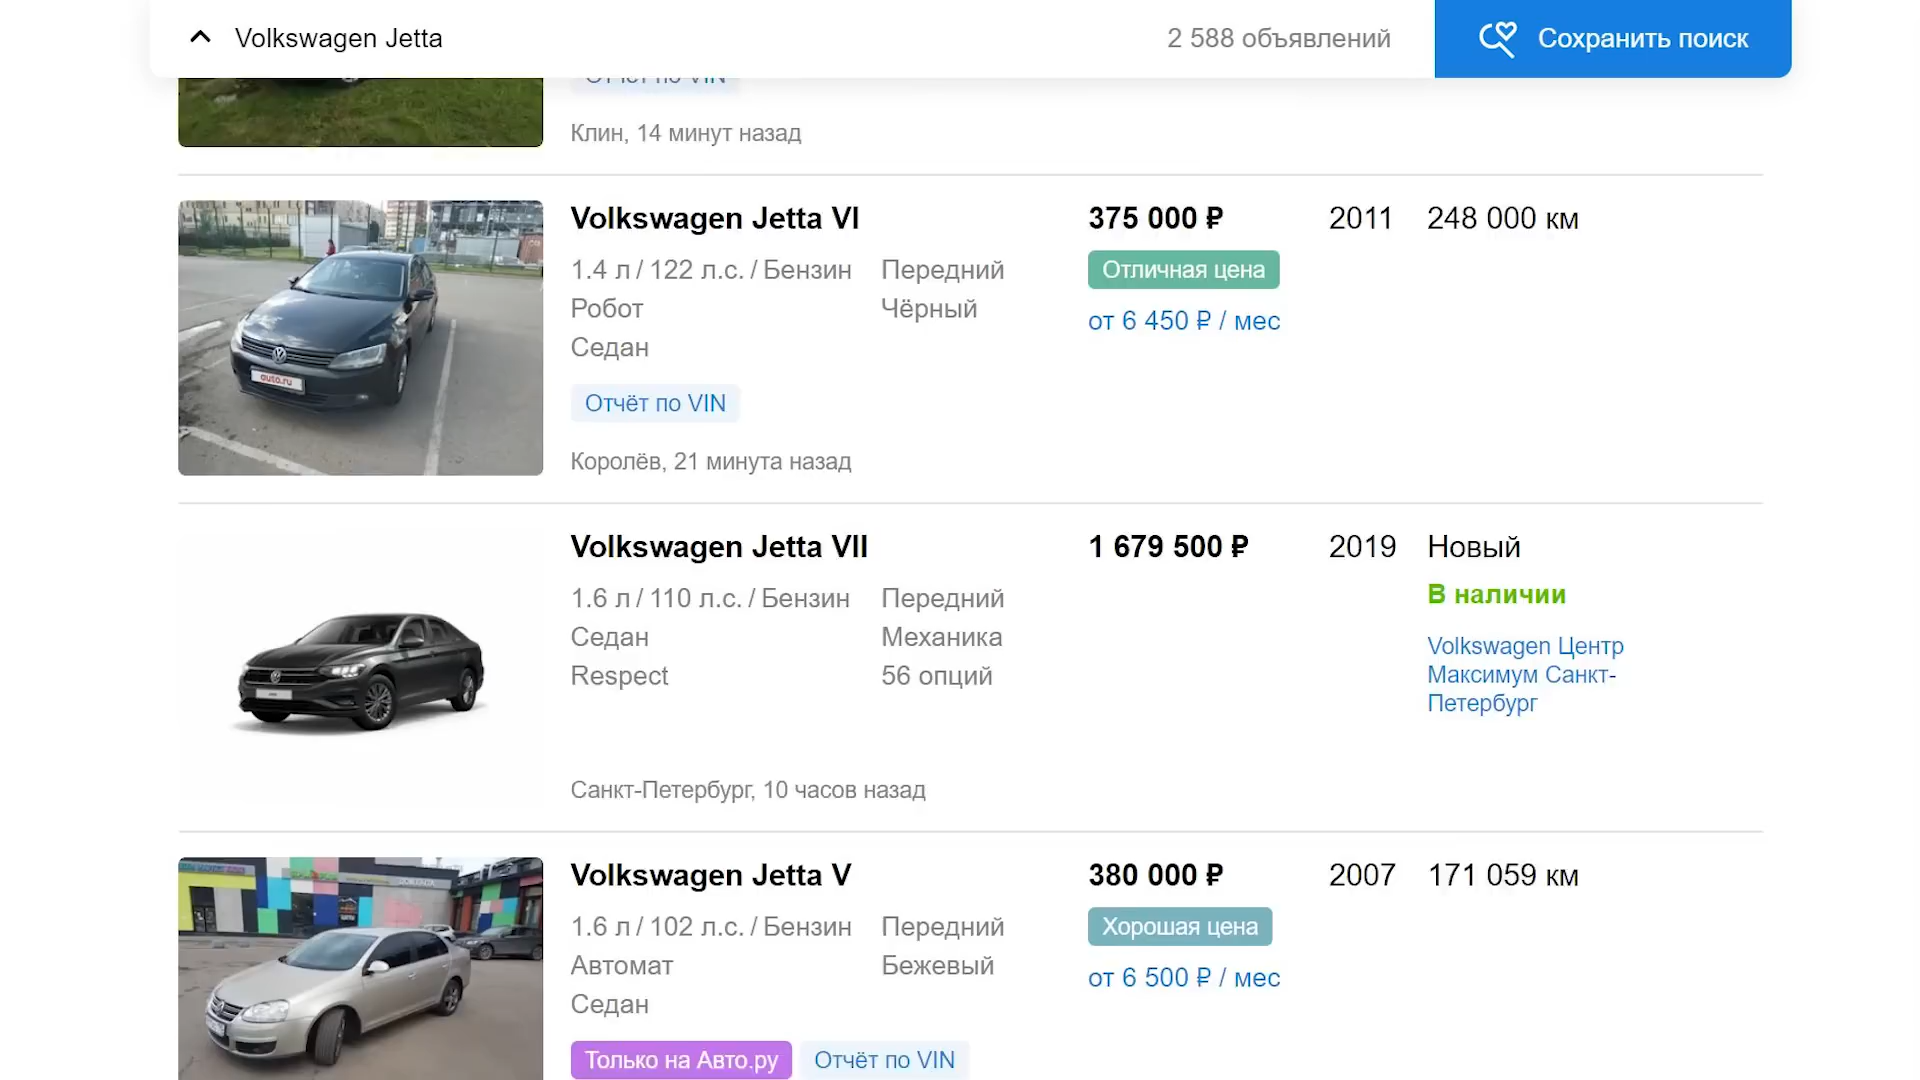 Volkswagen Jetta
2 588 объявлений
Сохранить поиск
Отчёт по VIN
Клин, 14 минут назад
Volkswagen Jetta VI
375 000 ₽
2011
248 000 км
1.4 л / 122 л.с. / Бензин
Передний
Отличная цена
Робот
Чёрный
от 6 450 ₽ / мес
Седан
auto.ru
Отчёт по VIN
Королёв, 21 минута назад
Volkswagen Jetta VII
1 679 500 ₽
2019
Новый
1.6 л / 110 л.с. / Бензин
Передний
В наличии
Седан
Механика
Volkswagen Центр
Respect
56 опций
Максимум Санкт-
Петербург
Санкт-Петербург, 10 часов назад
Volkswagen Jetta V
380 000 ₽
2007
171 059 км
1.6 л / 102 л.с. / Бензин
Передний
Хорошая цена
Автомат
Бежевый
от 6 500 ₽ / мес
Седан
Только на Авто.ру
Отчёт по VIN